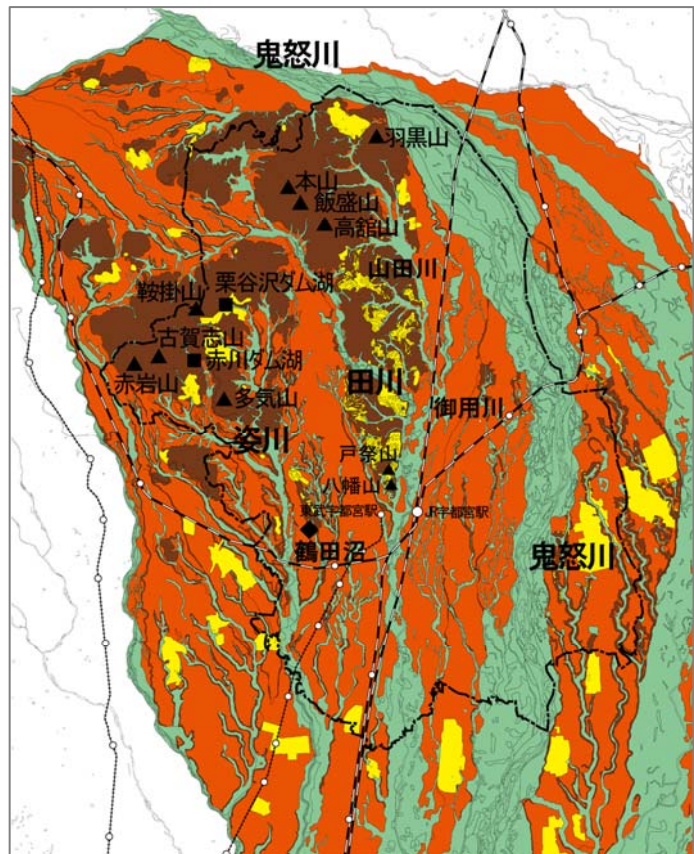 鬼怒川
羽黒山
本山
飯盛山
高舘山
山田川
鞍掛山
栗谷沢ダム湖
古賀志山
赤川ダム湖
赤岩山
田川
多気山
御用川
姿川
戸祭山
八幡山
東武宇都宮駅
JR宇都宮駅
鶴田沼
鬼怒川